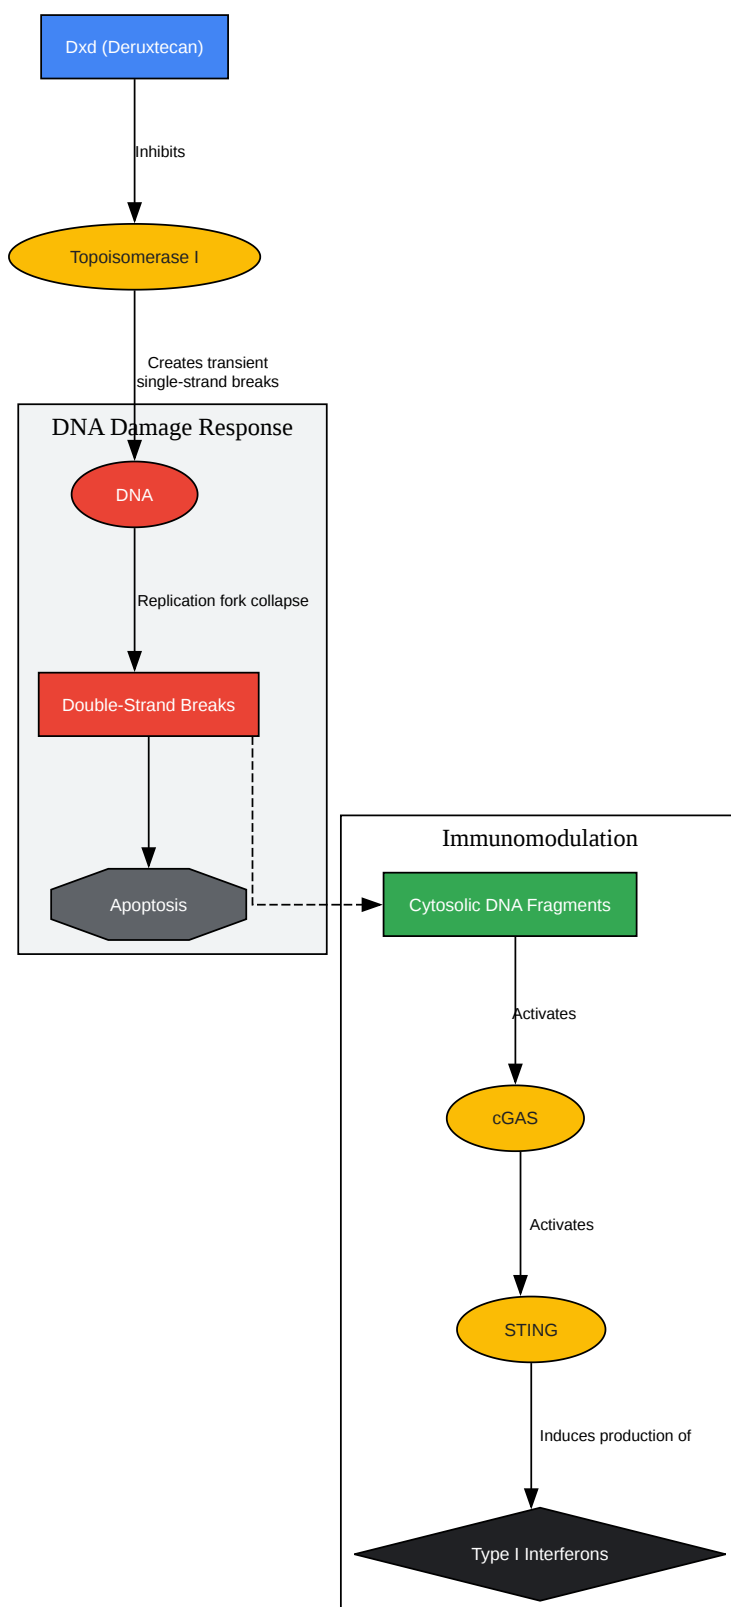 Dxd (Deruxtecan)
Inhibits
Topoisomerase I
Creates transient
single-strand breaks
DNA Damage Response
DNA
Replication fork collapse
Double-Strand Breaks
Apoptosis
Immunomodulation
Cytosolic DNA Fragments
Activates
cGAS
Activates
STING
Induces production of
Type I Interferons